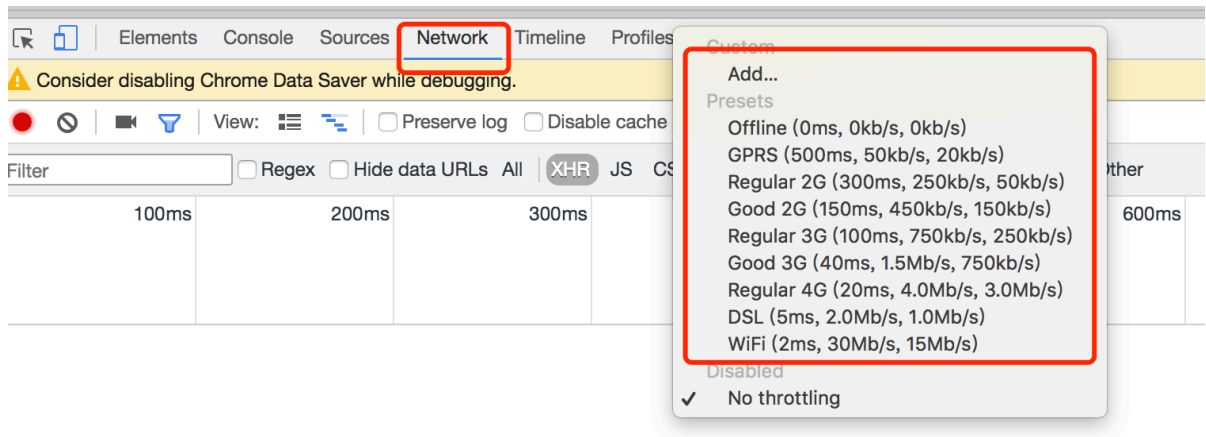 Elements Console Sources Network Timeline Profiles
Consider disabling Chrome Data Saver while debugging.
View: Preserve log Disable cache
Filter Regex Hide data URLs All XHR JS
100ms 200ms 300ms 600ms
Custom
Add...
Presets
Offline (0ms, 0kb/s, 0kb/s)
GPRS (500ms, 50kb/s, 20kb/s)
Regular 2G (300ms, 250kb/s, 50kb/s)
Good 2G (150ms, 450kb/s, 150kb/s)
Regular 3G (100ms, 750kb/s, 250kb/s)
Good 3G (40ms, 1.5Mb/s, 750kb/s)
Regular 4G (20ms, 4.0Mb/s, 3.0Mb/s)
DSL (5ms, 2.0Mb/s, 1.0Mb/s)
WiFi (2ms, 30Mb/s, 15Mb/s)
Disabled
No throttling